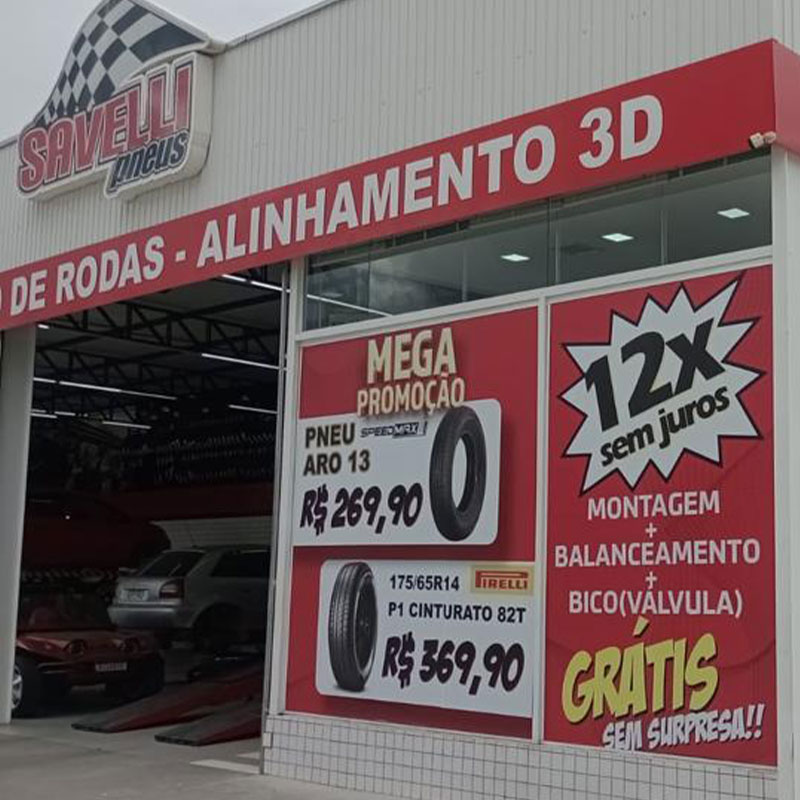 SAVELLI
pneus
DE RODAS - ALINHAMENTO 3D
MEGA
PROMOÇÃO
PNEU SPEEDMAX
ARO 13
R$ 269,90
175/65R14 PIRELLI
P1 CINTURATO 82T
R$ 369,90
12x
sem juros
MONTAGEM
+
BALANCEAMENTO
+
BICO(VÁLVULA)
GRÁTIS
SEM SURPRESA!!